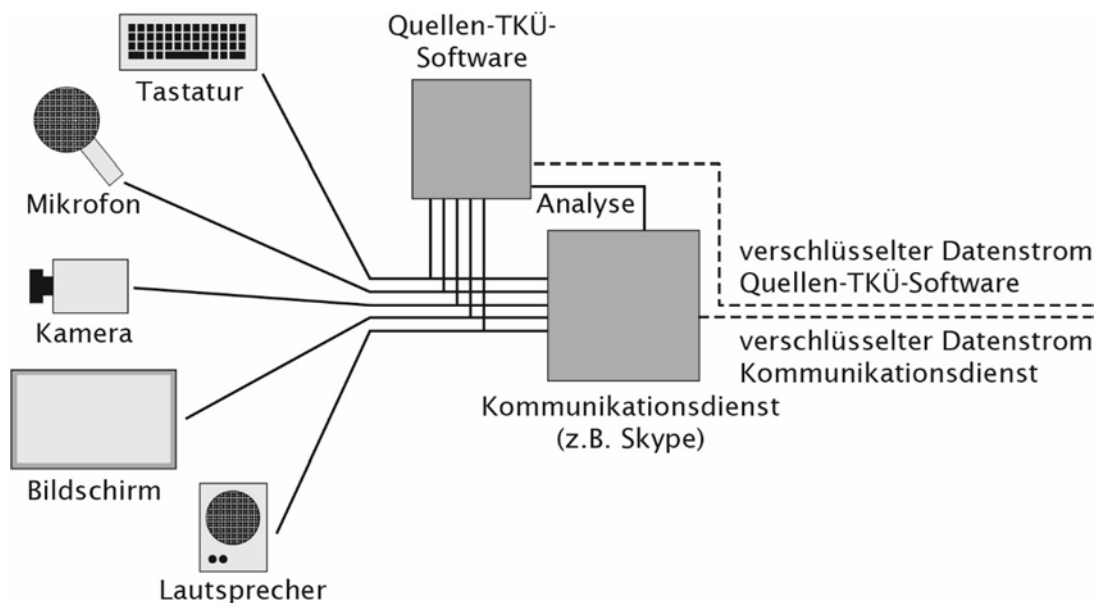 Quellen-TKÜ-
Software
Tastatur
Mikrofon
Analyse
verschlüsselter Datenstrom
Quellen-TKÜ-Software
Kamera
verschlüsselter Datenstrom
Kommunikationsdienst
Kommunikationsdienst
(z.B. Skype)
Bildschirm
Lautsprecher